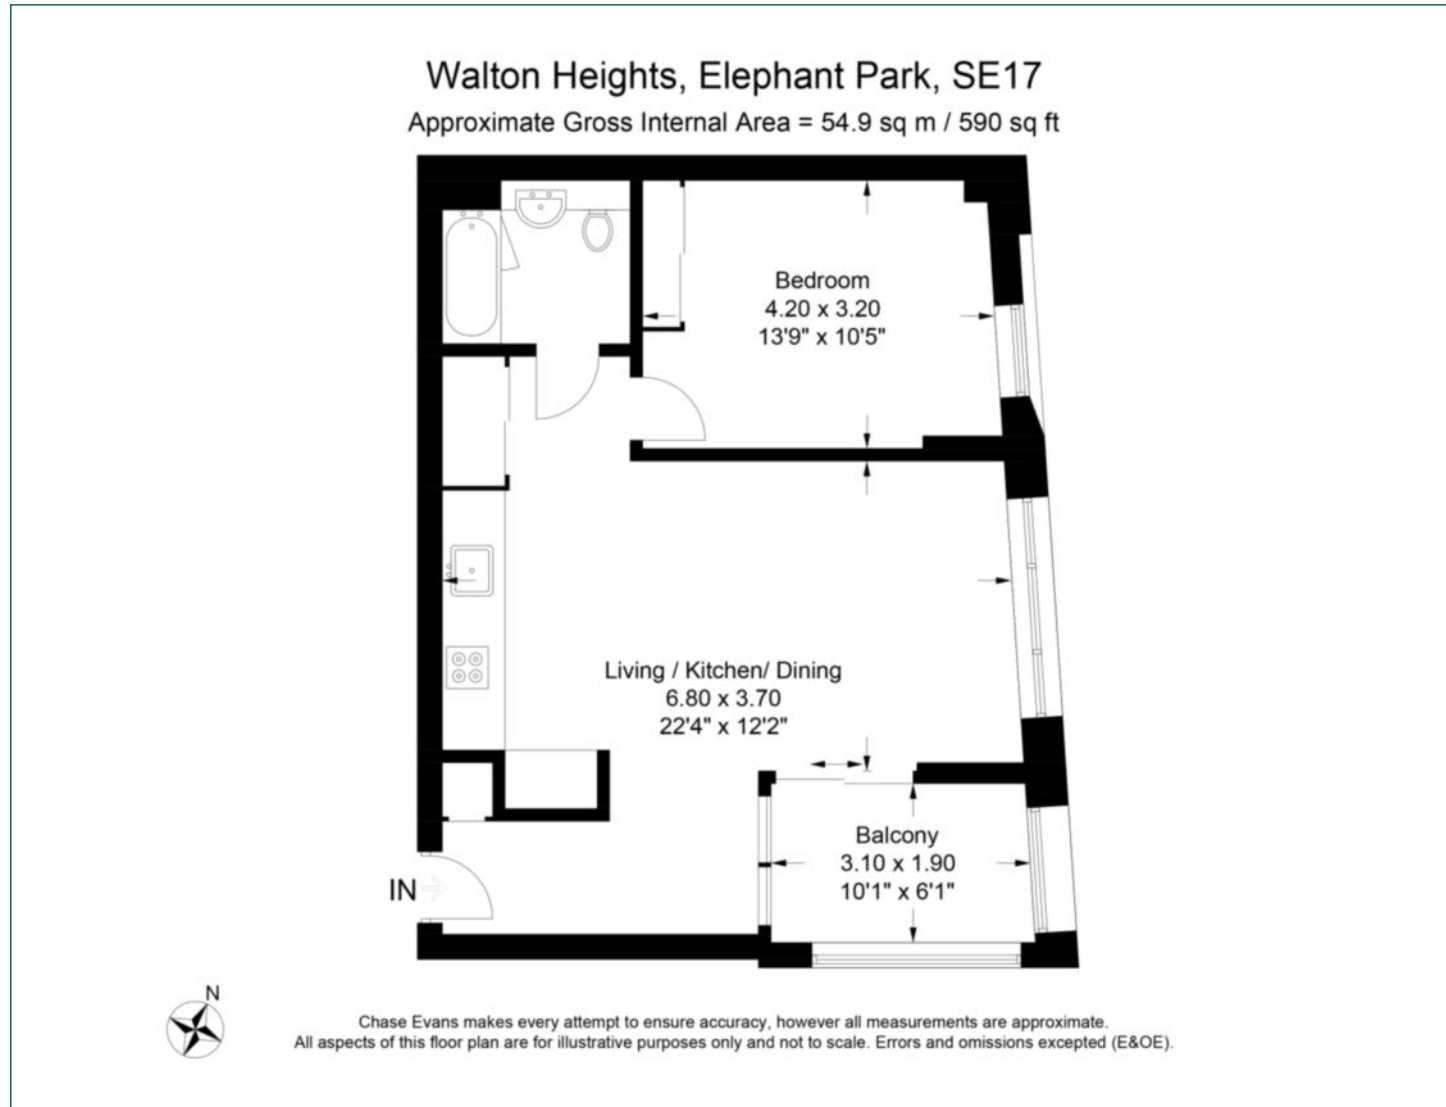 Walton Heights, Elephant Park, SE17
Approximate Gross Internal Area = 54.9 sq m / 590 sq ft
Bedroom
4.20 x 3.20
13'9" x 10'5"
Living / Kitchen/ Dining
6.80 x 3.70
22'4" x 12'2"
Balcony
3.10 x 1.90
10'1" x 6'1"
IN
N
Chase Evans makes every attempt to ensure accuracy, however all measurements are approximate.
All aspects of this floor plan are for illustrative purposes only and not to scale. Errors and omissions excepted (E&OE).